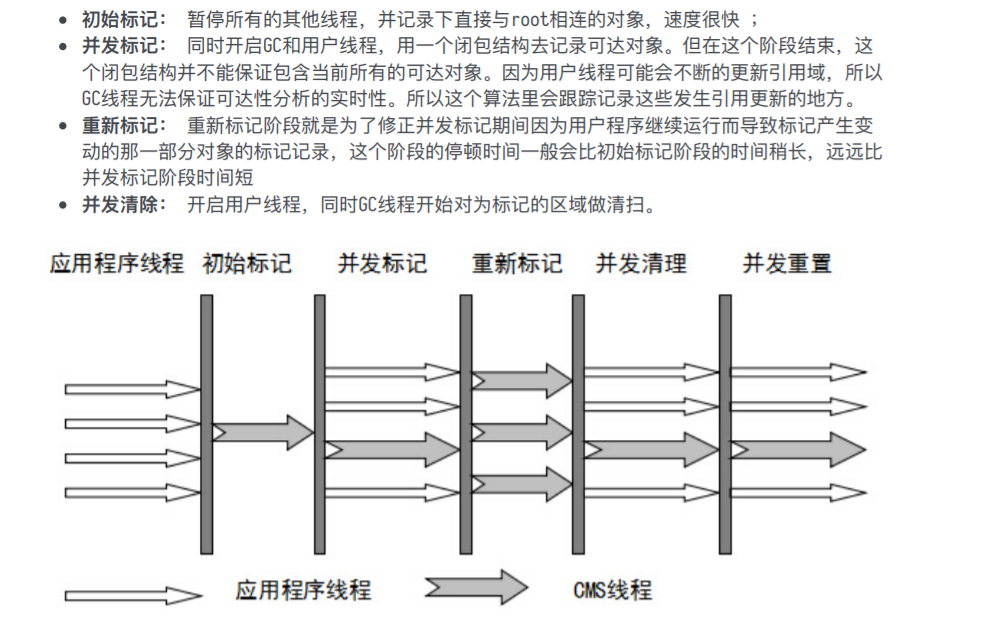 初始标记： 暂停所有的其他线程，并记录下直接与root相连的对象，速度很快 ；
并发标记： 同时开启GC和用户线程，用一个闭包结构去记录可达对象。但在这个阶段结束，这
个闭包结构并不能保证包含当前所有的可达对象。因为用户线程可能会不断的更新引用域，所以
GC线程无法保证可达性分析的实时性。所以这个算法里会跟踪记录这些发生引用更新的地方。
重新标记： 重新标记阶段就是为了修正并发标记期间因为用户程序继续运行而导致标记产生变
动的那一部分对象的标记记录，这个阶段的停顿时间一般会比初始标记阶段的时间稍长，远远比
并发标记阶段时间短
并发清除： 开启用户线程，同时GC线程开始对为标记的区域做清扫。
应用程序线程 初始标记 并发标记 重新标记 并发清理 并发重置
应用程序线程 CMS线程